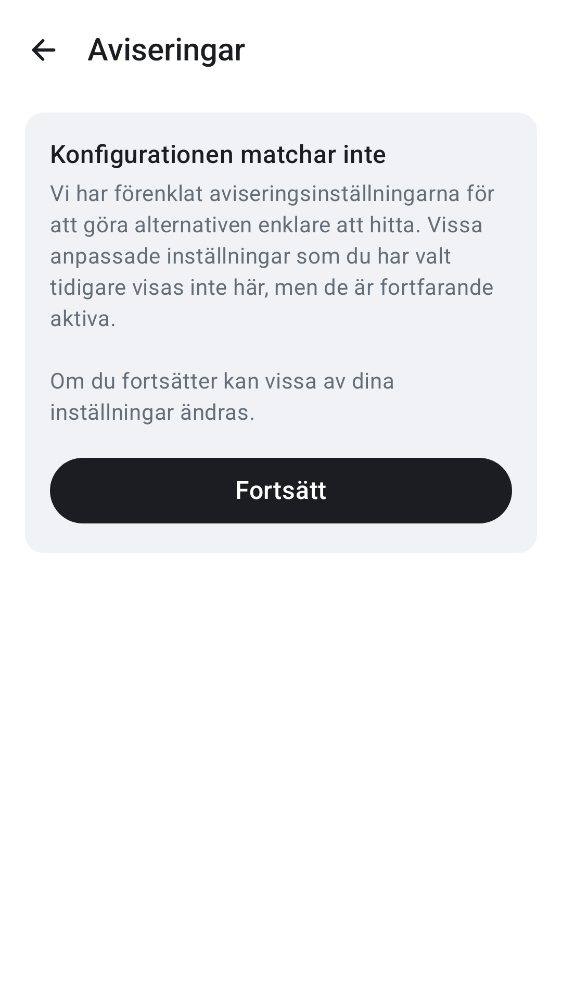 Aviseringar
Konfigurationen matchar inte
Vi har förenklat aviseringsinställningarna för
att göra alternativen enklare att hitta. Vissa
anpassade inställningar som du har valt
tidigare visas inte här, men de är fortfarande
aktiva.
Om du fortsätter kan vissa av dina
inställningar ändras.
Fortsätt